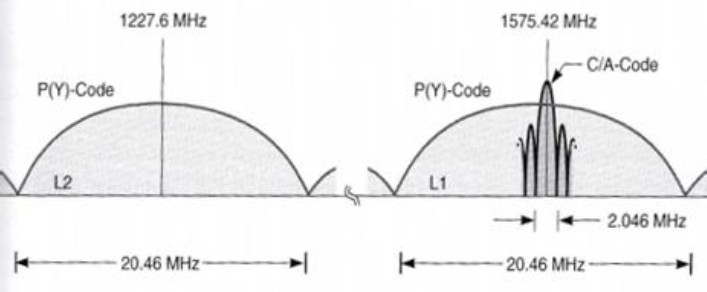 1227.6 MHz
1575.42 MHz
C/A-Code
P(Y)-Code
P(Y)-Code
L2
L1
2.046 MHz
20.46 MHz
20.46 MHz